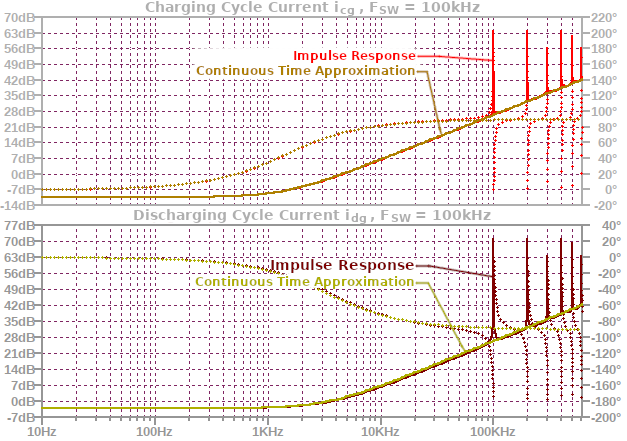 Charging Cycle Current icg , FSW = 100kHz
70dB 220°
63dB 200°
56dB 180°
49dB 160°
42dB 140°
35dB 120°
28dB 100°
21dB 80°
14dB 60°
7dB 40°
0dB 20°
-7dB 0°
-14dB -20°
Impulse Response
Continuous Time Approximation
Discharging Cycle Current idg , FSW = 100kHz
77dB 40°
70dB 20°
63dB 0°
56dB -20°
49dB -40°
42dB -60°
35dB -80°
28dB -100°
21dB -120°
14dB -140°
7dB -160°
0dB -180°
-7dB -200°
Impulse Response
Continuous Time Approximation
10Hz 100Hz 1KHz 10KHz 100KHz